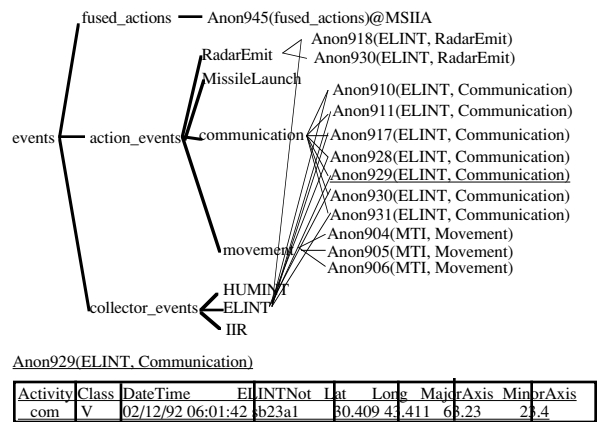 fused_actions Anon945(fused_actions)@MSIIA
Anon918(ELINT, RadarEmit)
RadarEmit
Anon930(ELINT, RadarEmit)
MissileLaunch
Anon910(ELINT, Communication)
Anon911(ELINT, Communication)
events action_events communication Anon917(ELINT, Communication)
Anon928(ELINT, Communication)
Anon929(ELINT, Communication)
Anon930(ELINT, Communication)
Anon931(ELINT, Communication)
Anon904(MTI, Movement)
movement Anon905(MTI, Movement)
Anon906(MTI, Movement)
HUMINT
collector_events ELINT
IIR
Anon929(ELINT, Communication)
Activity Class DateTime ELINTNot Lat Long MajorAxis MinorAxis
com V 02/12/92 06:01:42 sb23a1 30.409 43.411 63.23 23.4